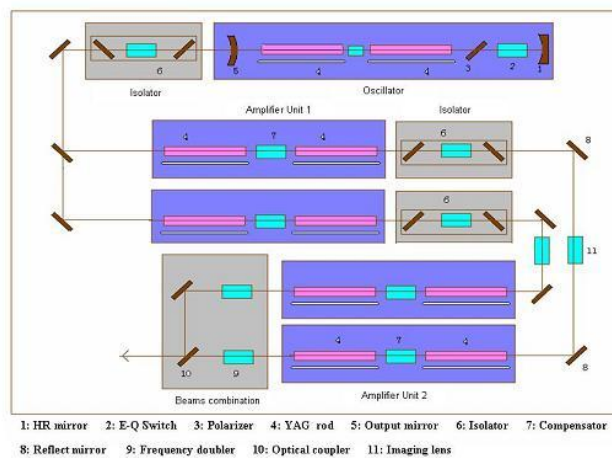 6
5
4
4
3
2
1
Isolator
Oscillator
Amplifier Unit 1
Isolator
4
7
4
6
8
6
11
4
7
4
10
9
8
Beams combination
Amplifier Unit 2
1: HR mirror 2: E-Q Switch 3: Polarizer 4: YAG rod 5: Output mirror 6: Isolator 7: Compensator
8: Reflect mirror 9: Frequency doubler 10: Optical coupler 11: Imaging lens